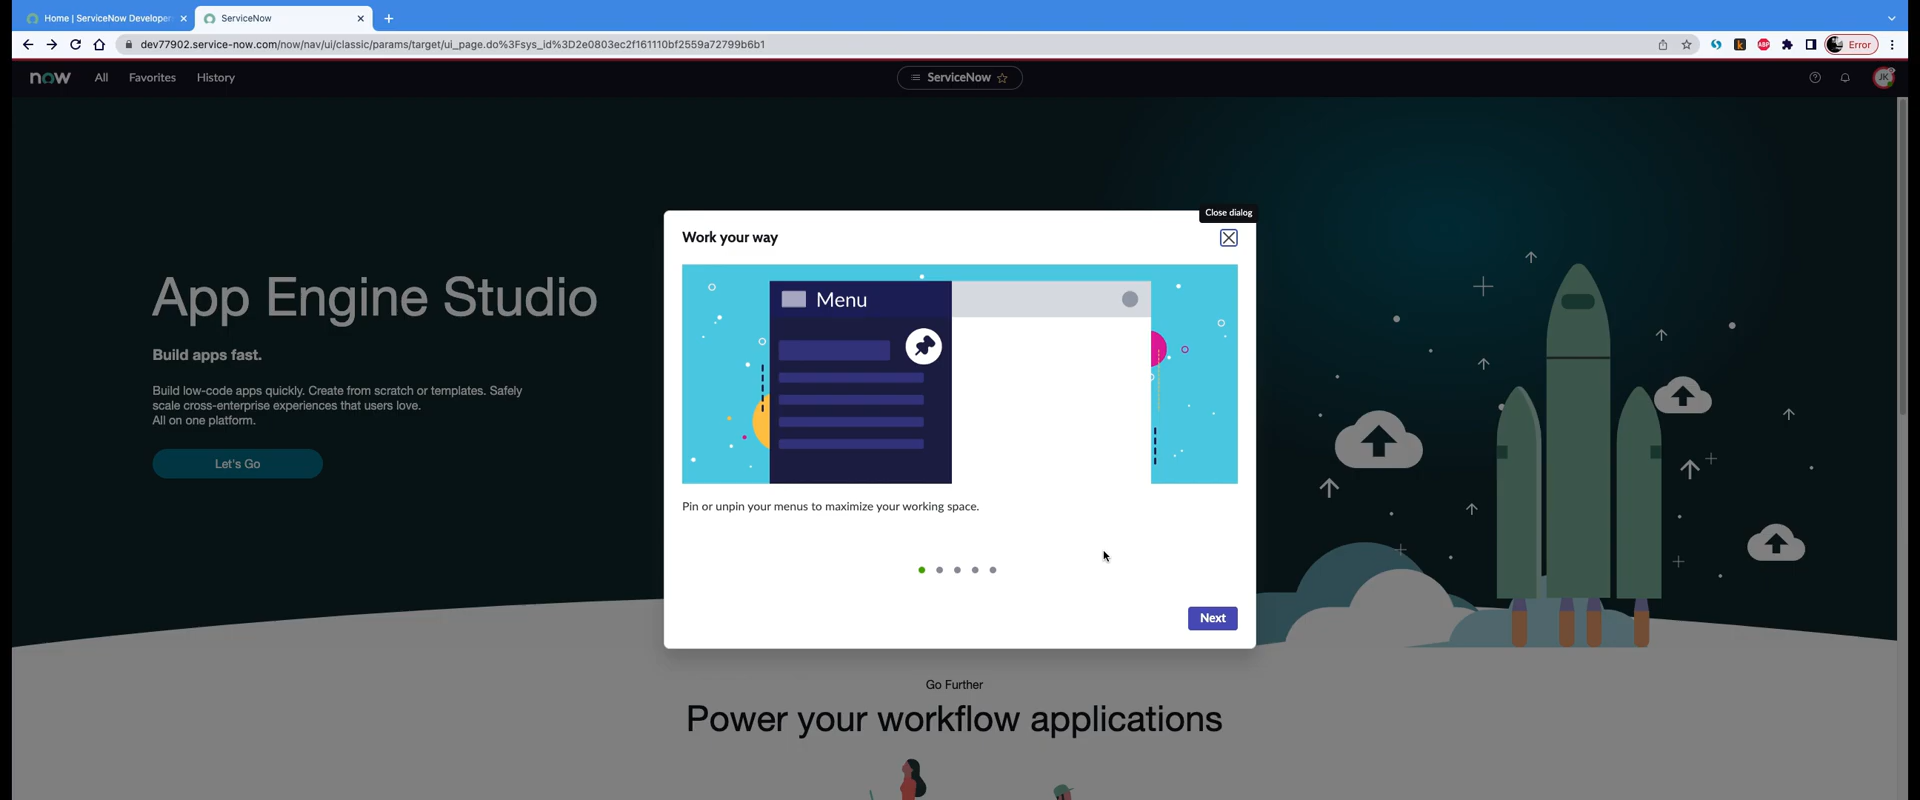 Home | ServiceNow Developer
ServiceNow
dev77902.service-now.com/now/nav/ui/classic/params/target/ui_page.do%3Fsys_id%3D2e0803ec2f161110bf2559a72799b6b1
ABP
k
Error
now
All
Favorites
History
ServiceNow
JK
Close dialog
Work your way
Menu
Pin or unpin your menus to maximize your working space.
Next
App Engine Studio
Build apps fast.
Build low-code apps quickly. Create from scratch or templates. Safely
scale cross-enterprise experiences that users love.
All on one platform.
Let's Go
Go Further
Power your workflow applications